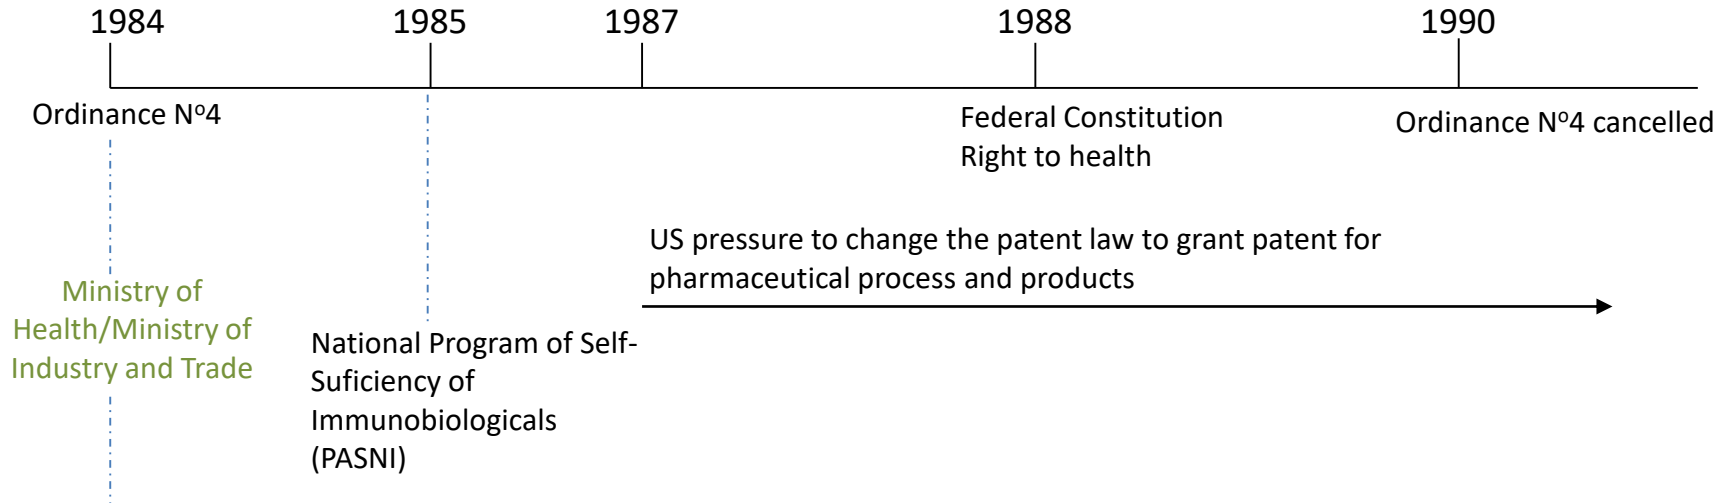 1984 1985 1987 1988 1990
Ordinance Nº4
Federal Constitution
Right to health
Ordinance Nº4 cancelled
US pressure to change the patent law to grant patent for
pharmaceutical process and products
Ministry of
Health/Ministry of
Industry and Trade
National Program of Self-
Suficiency of
Immunobiologicals
(PASNI)